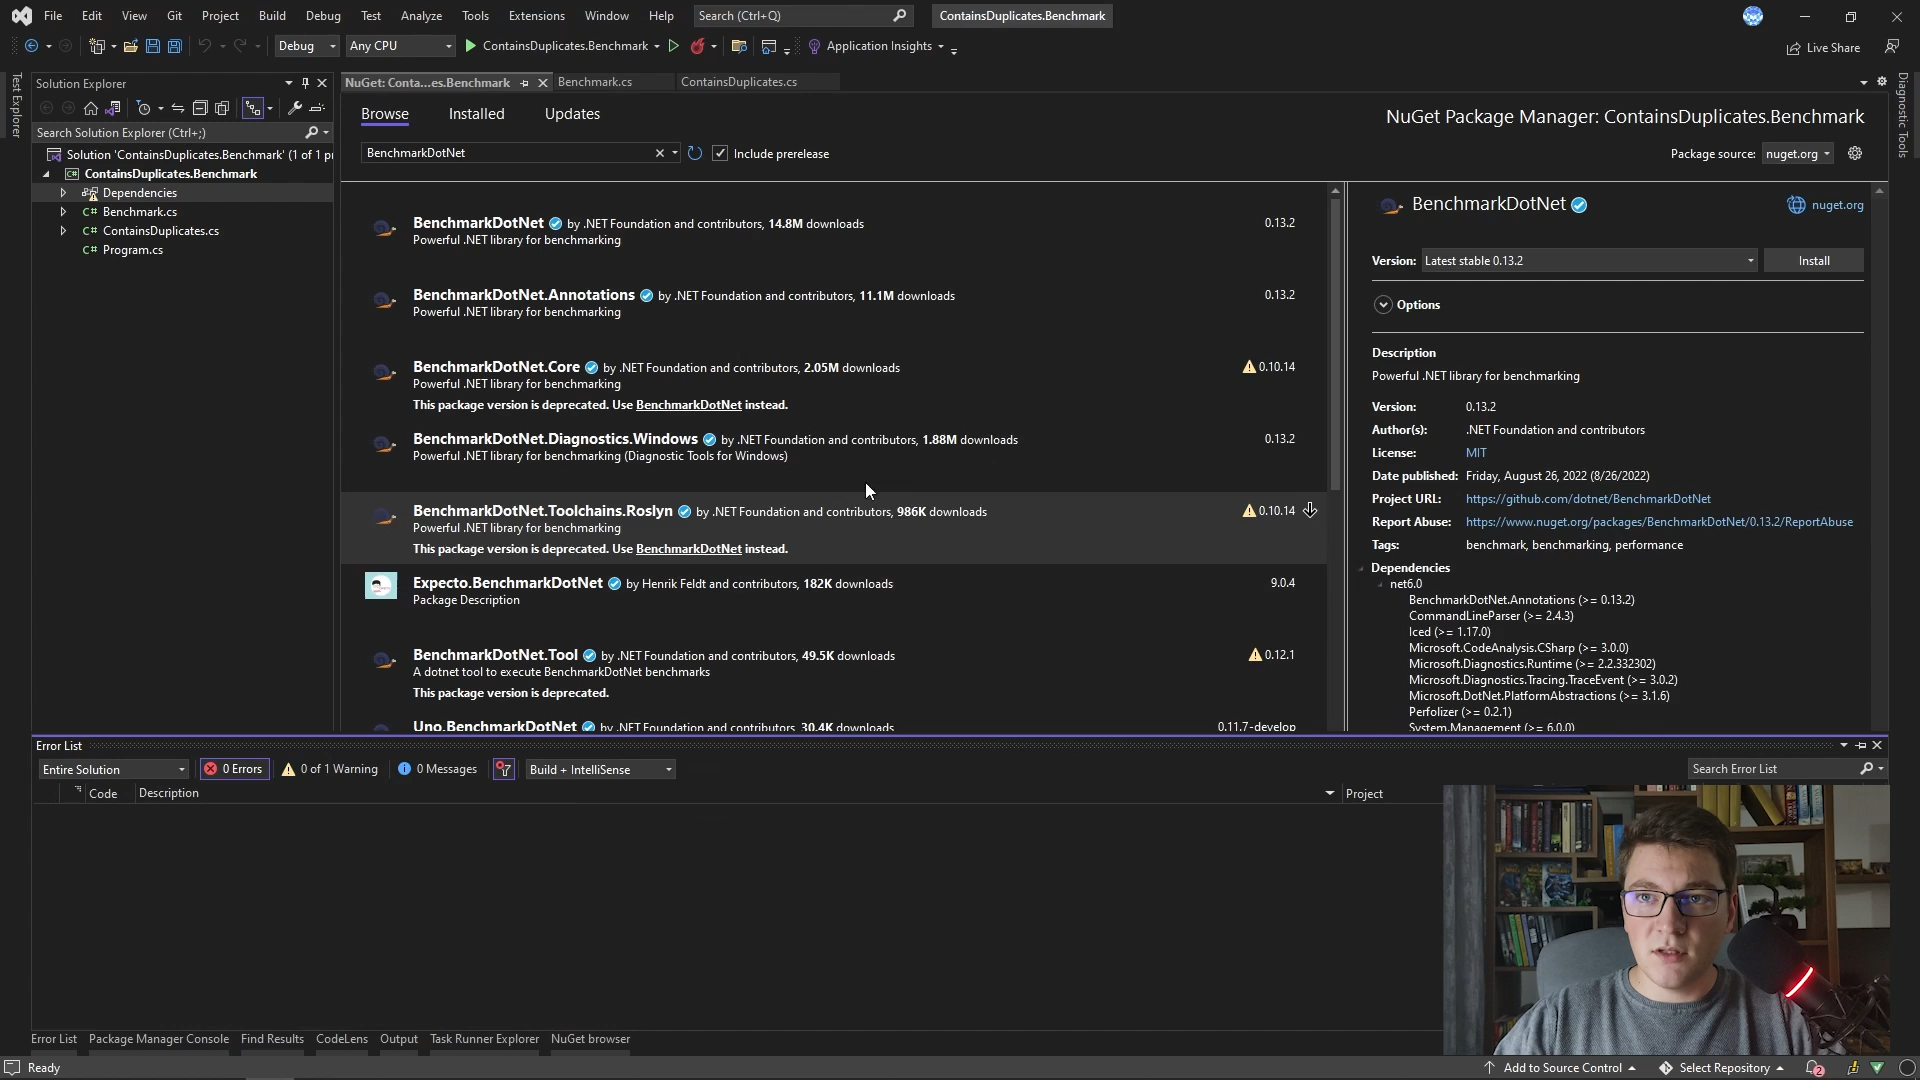 File Edit View Git Project Build Debug Test Analyze Tools Extensions Window Help Search (Ctrl+Q) ContainsDuplicates.Benchmark
Debug Any CPU ContainsDuplicates.Benchmark Application Insights Live Share
Test Explorer
Solution Explorer
Search Solution Explorer (Ctrl+;)
Solution 'ContainsDuplicates.Benchmark' (1 of 1 pr
ContainsDuplicates.Benchmark
Dependencies
C# Benchmark.cs
C# ContainsDuplicates.cs
C# Program.cs
NuGet: Conta...es.Benchmark Benchmark.cs ContainsDuplicates.cs
Browse Installed Updates
NuGet Package Manager: ContainsDuplicates.Benchmark
BenchmarkDotNet Include prerelease
Package source: nuget.org
BenchmarkDotNet by .NET Foundation and contributors, 14.8M downloads 0.13.2
Powerful .NET library for benchmarking
BenchmarkDotNet.Annotations by .NET Foundation and contributors, 11.1M downloads 0.13.2
Powerful .NET library for benchmarking
BenchmarkDotNet.Core by .NET Foundation and contributors, 2.05M downloads 0.10.14
Powerful .NET library for benchmarking
This package version is deprecated. Use BenchmarkDotNet instead.
BenchmarkDotNet.Diagnostics.Windows by .NET Foundation and contributors, 1.88M downloads 0.13.2
Powerful .NET library for benchmarking (Diagnostic Tools for Windows)
BenchmarkDotNet.Toolchains.Roslyn by .NET Foundation and contributors, 986K downloads 0.10.14
Powerful .NET library for benchmarking
This package version is deprecated. Use BenchmarkDotNet instead.
Expecto.BenchmarkDotNet by Henrik Feldt and contributors, 182K downloads 9.0.4
Package Description
BenchmarkDotNet.Tool by .NET Foundation and contributors, 49.5K downloads 0.12.1
A dotnet tool to execute BenchmarkDotNet benchmarks
This package version is deprecated.
Uno.BenchmarkDotNet by .NET Foundation and contributors, 30.4K downloads 0.11.7-develop
BenchmarkDotNet nuget.org
Version: Latest stable 0.13.2 Install
Options
Description
Powerful .NET library for benchmarking
Version: 0.13.2
Author(s): .NET Foundation and contributors
License: MIT
Date published: Friday, August 26, 2022 (8/26/2022)
Project URL: https://github.com/dotnet/BenchmarkDotNet
Report Abuse: https://www.nuget.org/packages/BenchmarkDotNet/0.13.2/ReportAbuse
Tags: benchmark, benchmarking, performance
Dependencies
net6.0
BenchmarkDotNet.Annotations (>= 0.13.2)
CommandLineParser (>= 2.4.3)
Iced (>= 1.17.0)
Microsoft.CodeAnalysis.CSharp (>= 3.0.0)
Microsoft.Diagnostics.Runtime (>= 2.2.332302)
Microsoft.Diagnostics.Tracing.TraceEvent (>= 3.0.2)
Microsoft.DotNet.PlatformAbstractions (>= 3.1.6)
Perfolizer (>= 0.2.1)
System.Management (>= 6.0.0)
Diagnostic Tools
Error List
Entire Solution 0 Errors 0 of 1 Warning 0 Messages Build + IntelliSense Search Error List
Code Description Project
Error List Package Manager Console Find Results CodeLens Output Task Runner Explorer NuGet browser
Ready Add to Source Control Select Repository 2